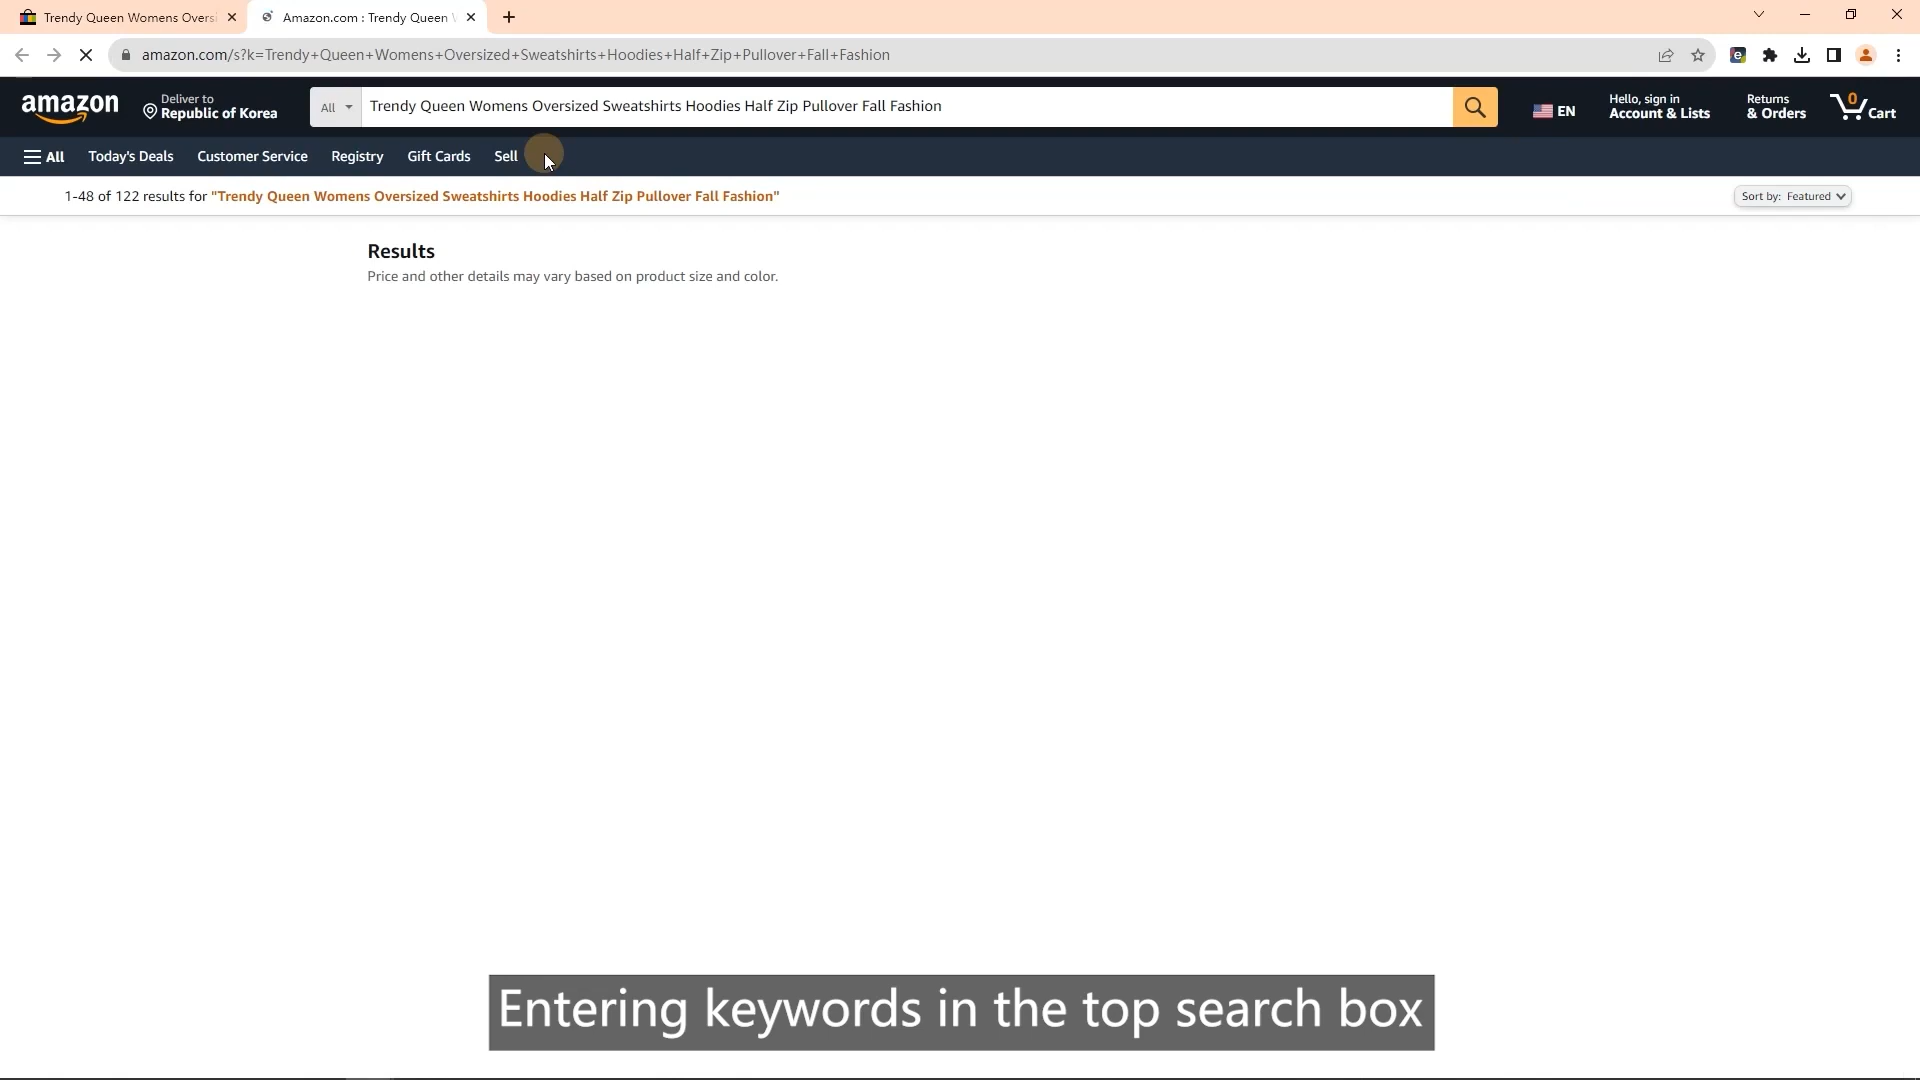 Trendy Queen Womens Overs
Amazon.com : Trendy Queen
amazon.com/s?k=Trendy+Queen+Womens+Oversized+Sweatshirts+Hoodies+Half+Zip+Pullover+Fall+Fashion
amazon
Deliver to
Republic of Korea
All
Trendy Queen Womens Oversized Sweatshirts Hoodies Half Zip Pullover Fall Fashion
EN
Hello, sign in
Account & Lists
Returns
& Orders
0
Cart
All
Today's Deals
Customer Service
Registry
Gift Cards
Sell
1-48 of 122 results for "Trendy Queen Womens Oversized Sweatshirts Hoodies Half Zip Pullover Fall Fashion"
Sort by: Featured
Results
Price and other details may vary based on product size and color.
Entering keywords in the top search box